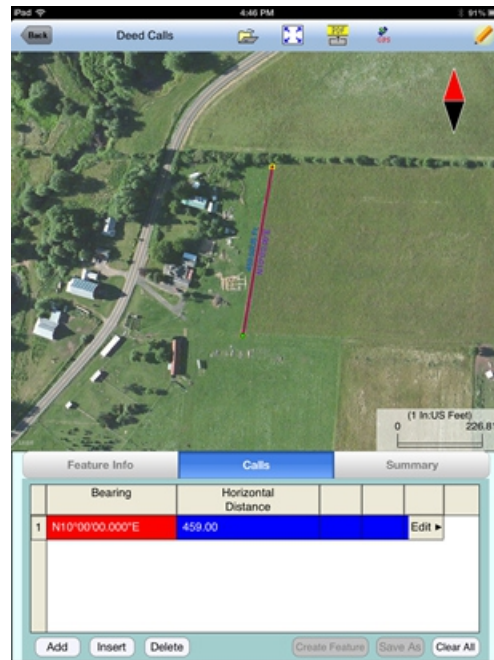 iPad 4:46 PM 91%
Back Deed Calls PDF GPS
(1 In:US Feet)
0 226.8
Feature Info Calls Summary
Bearing Horizontal
Distance
1 N10°00'00.000"E 459.00 Edit ►
Add Insert Delete Create Feature Save As Clear All